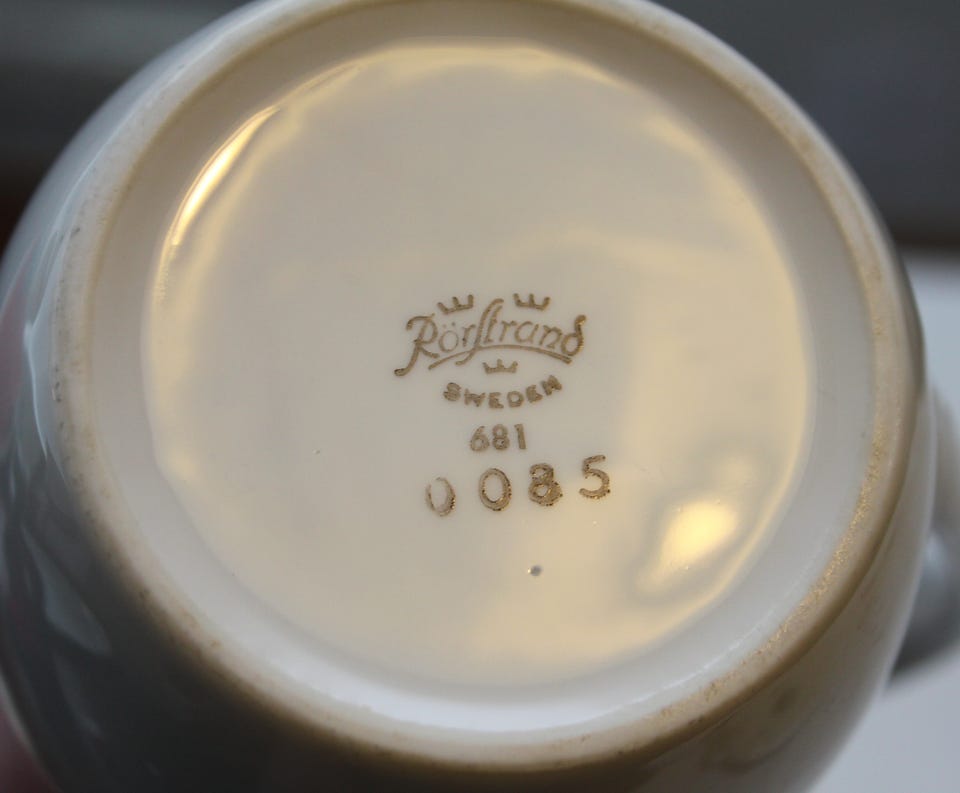 Rörstrand
SWEDEN
681
0085